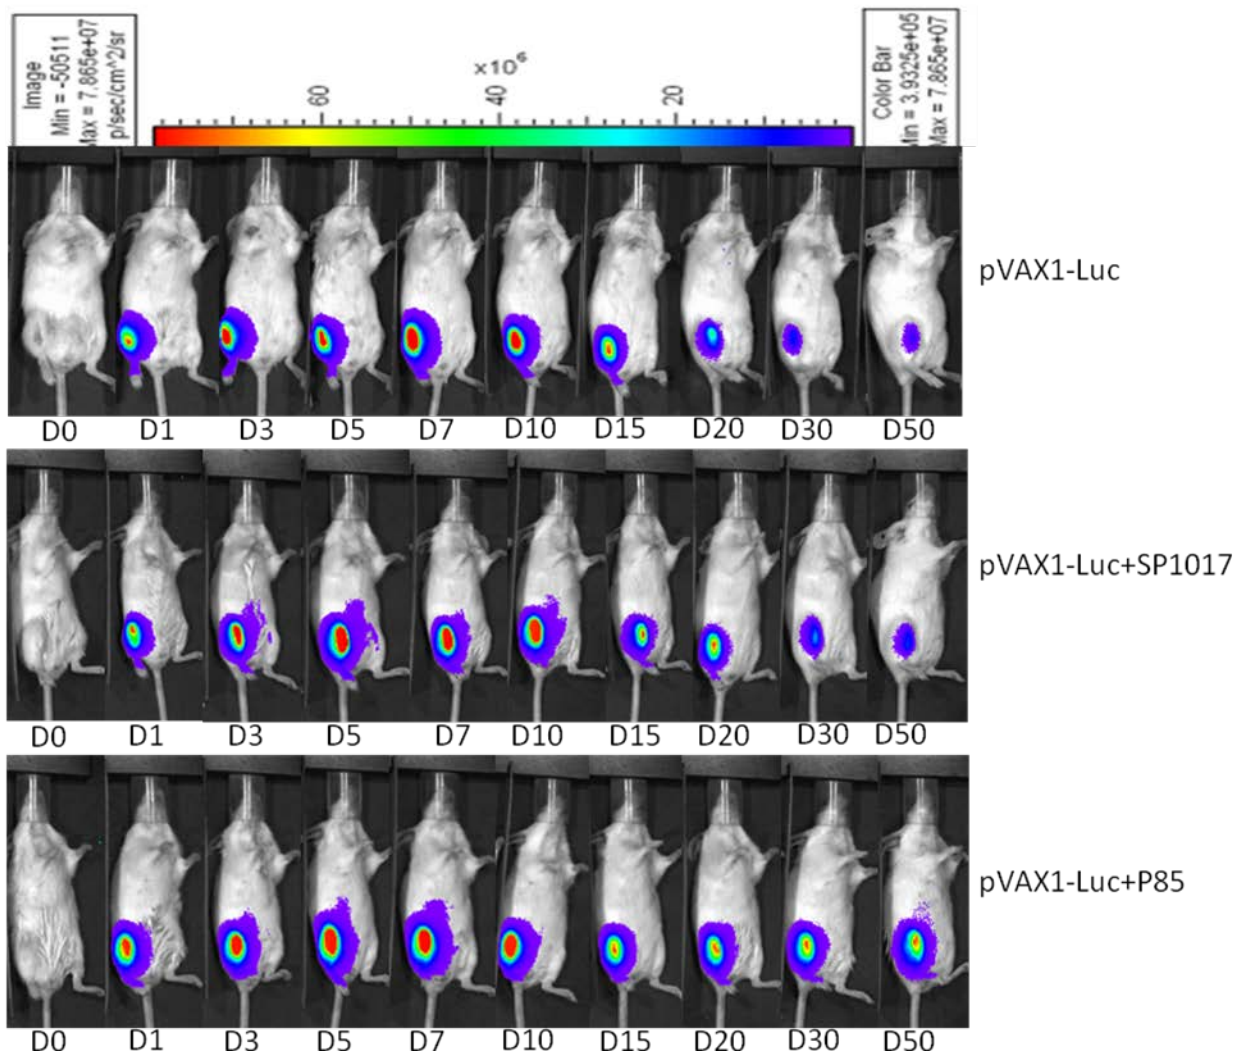 Image
Min = -50511
Max = 7.865e+07
p/sec/cm^2/sr
×10^6
60
40
20
Color Bar
Min = 3.9325e+05
Max = 7.865e+07
pVAX1-Luc
D0 D1 D3 D5 D7 D10 D15 D20 D30 D50
pVAX1-Luc+SP1017
D0 D1 D3 D5 D7 D10 D15 D20 D30 D50
pVAX1-Luc+P85
D0 D1 D3 D5 D7 D10 D15 D20 D30 D50